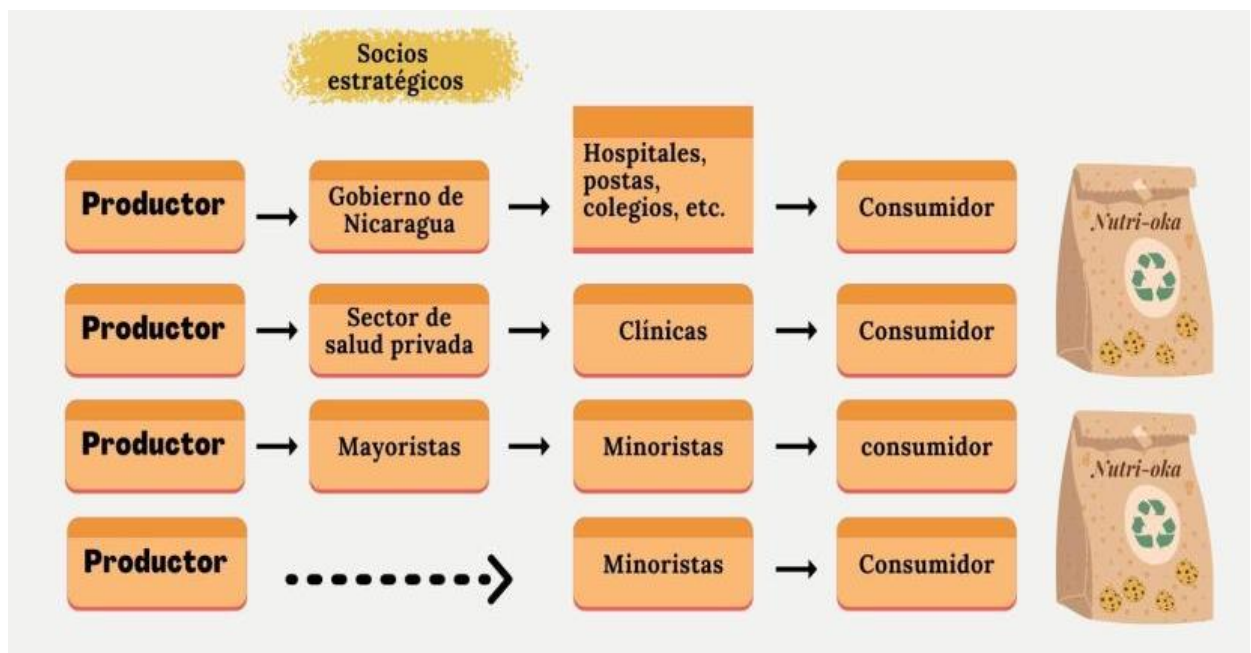 Socios
estratégicos
Productor
Gobierno de
Nicaragua
Hospitales,
postas,
colegios, etc.
Consumidor
Nutri-oka
Productor
Sector de
salud privada
Clínicas
Consumidor
Productor
Mayoristas
Minoristas
consumidor
Nutri-oka
Productor
Minoristas
Consumidor